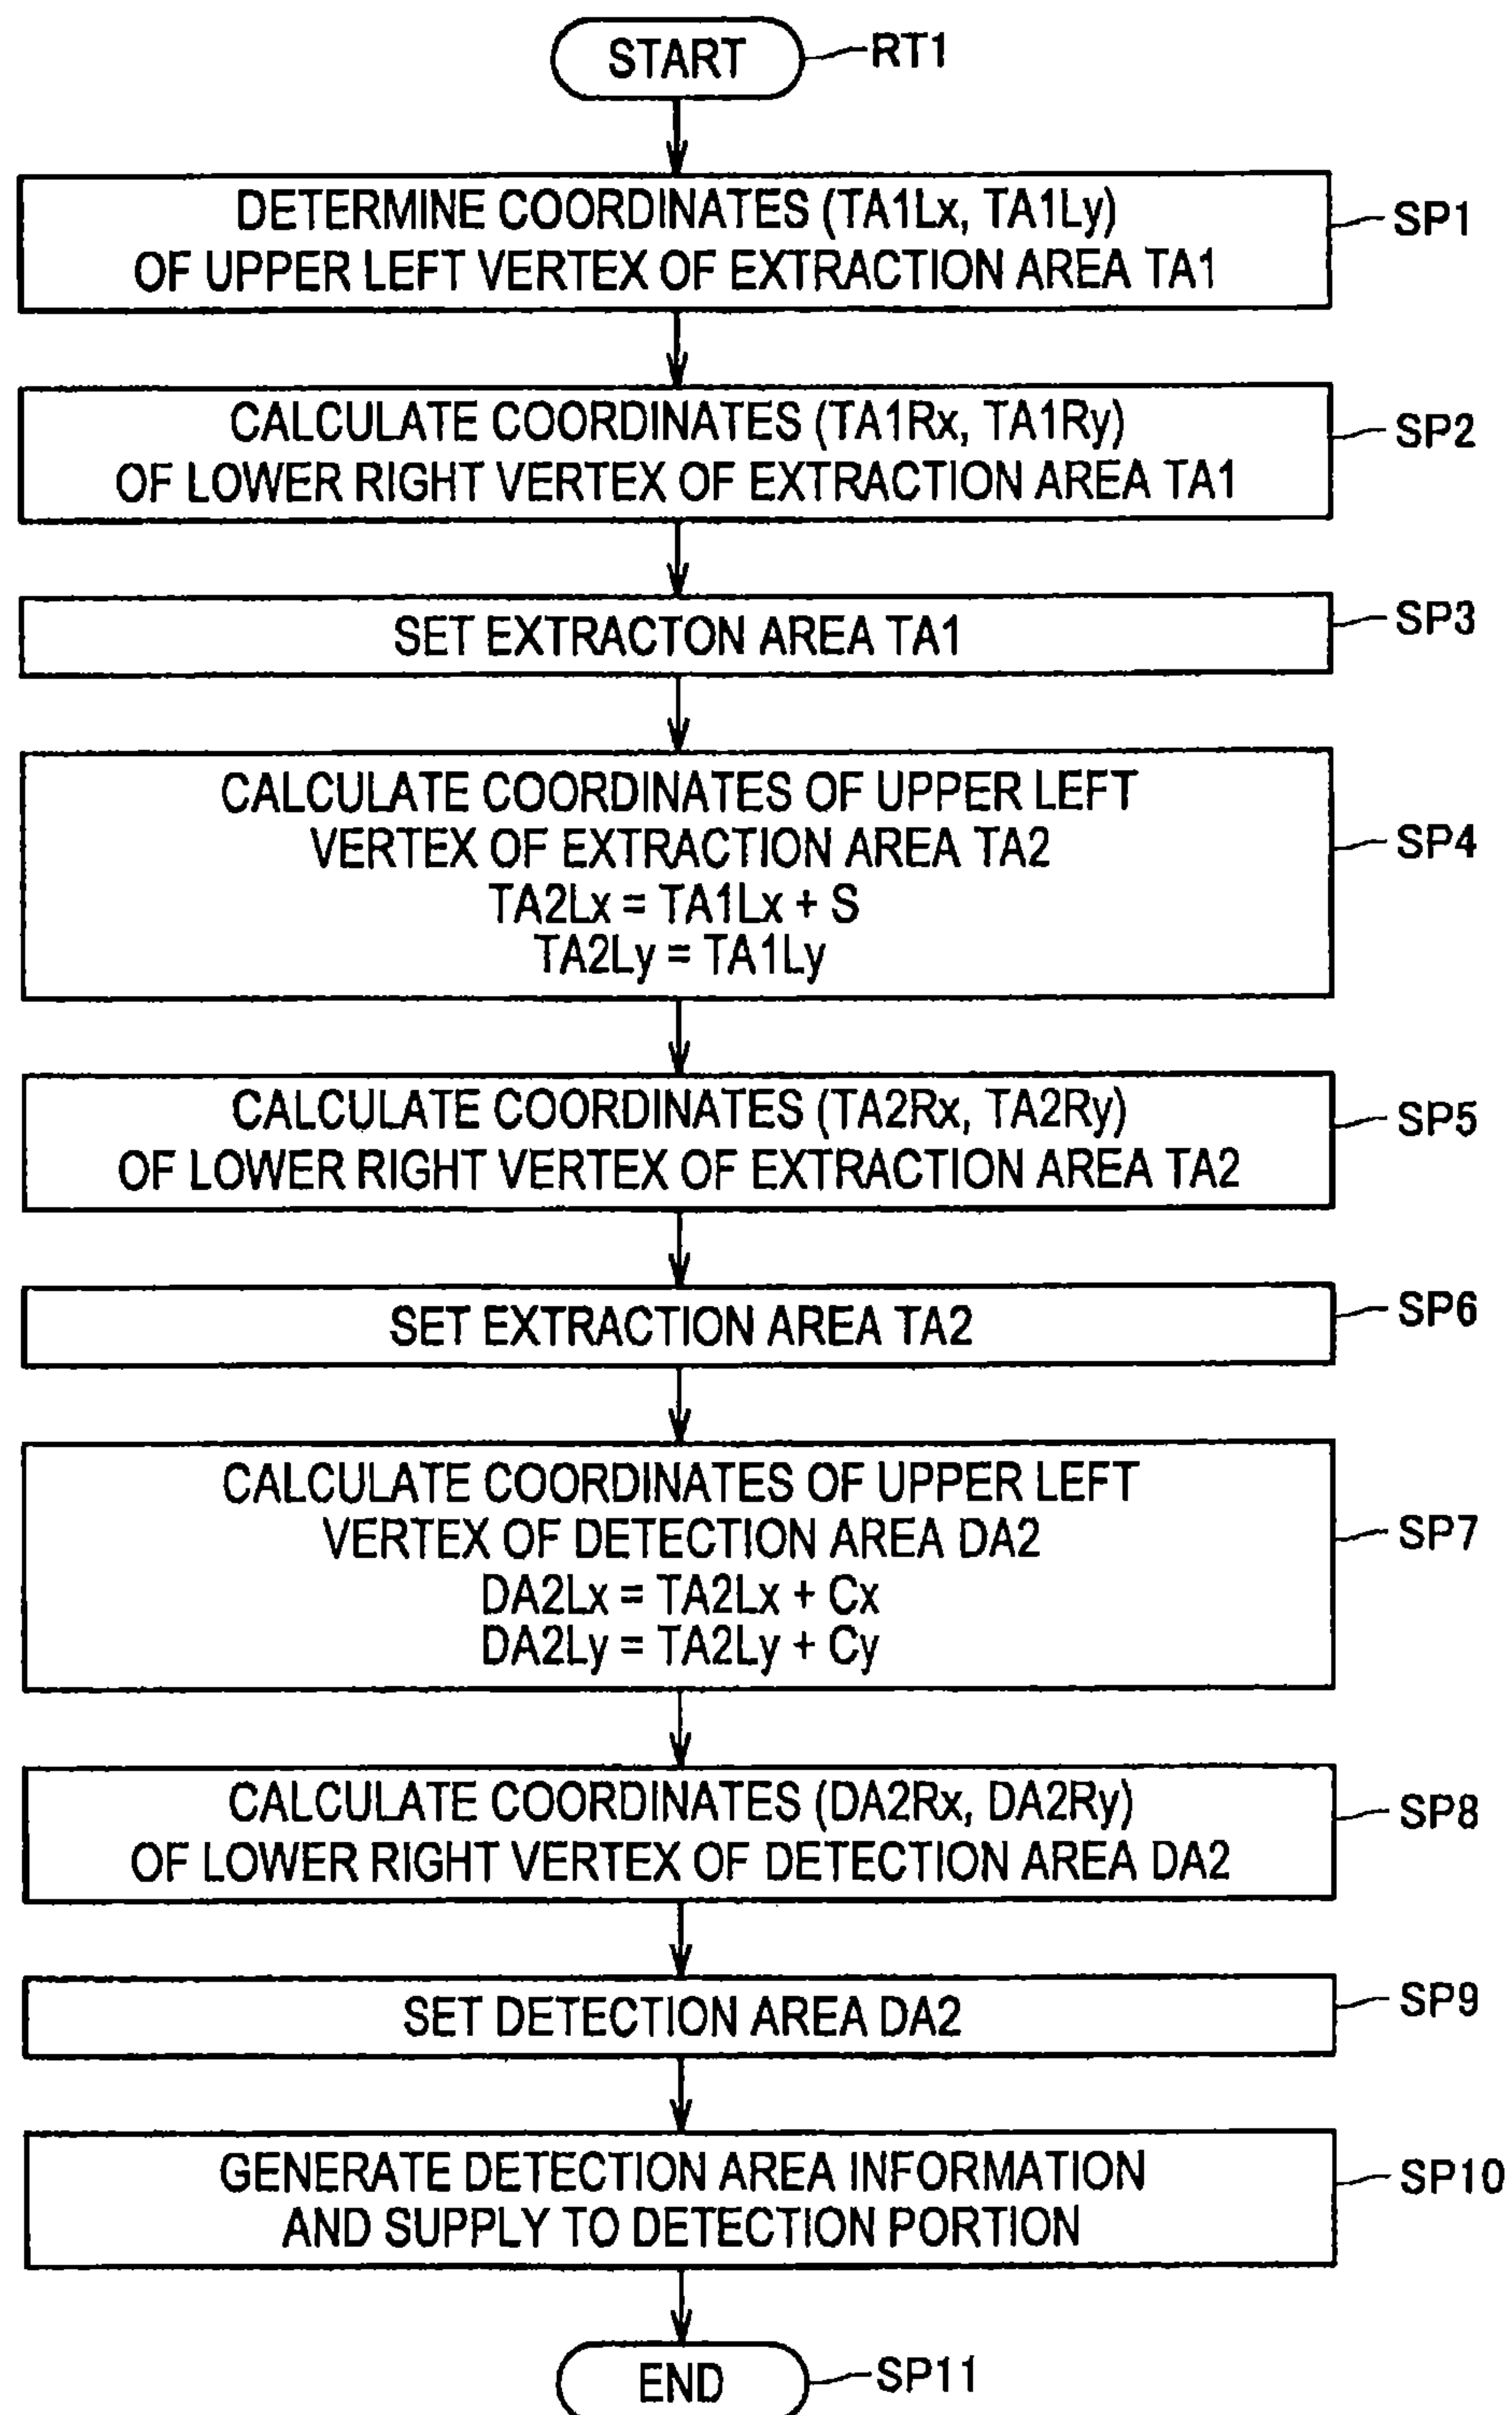 START
RT1
DETERMINE COORDINATES (TA1Lx, TA1Ly)
OF UPPER LEFT VERTEX OF EXTRACTION AREA TA1
SP1
CALCULATE COORDINATES (TA1Rx, TA1Ry)
OF LOWER RIGHT VERTEX OF EXTRACTION AREA TA1
SP2
SET EXTRACTON AREA TA1
SP3
CALCULATE COORDINATES OF UPPER LEFT
VERTEX OF EXTRACTION AREA TA2
TA2Lx = TA1Lx + S
TA2Ly = TA1Ly
SP4
CALCULATE COORDINATES (TA2Rx, TA2Ry)
OF LOWER RIGHT VERTEX OF EXTRACTION AREA TA2
SP5
SET EXTRACTION AREA TA2
SP6
CALCULATE COORDINATES OF UPPER LEFT
VERTEX OF DETECTION AREA DA2
DA2Lx = TA2Lx + Cx
DA2Ly = TA2Ly + Cy
SP7
CALCULATE COORDINATES (DA2Rx, DA2Ry)
OF LOWER RIGHT VERTEX OF DETECTION AREA DA2
SP8
SET DETECTION AREA DA2
SP9
GENERATE DETECTION AREA INFORMATION
AND SUPPLY TO DETECTION PORTION
SP10
END
SP11